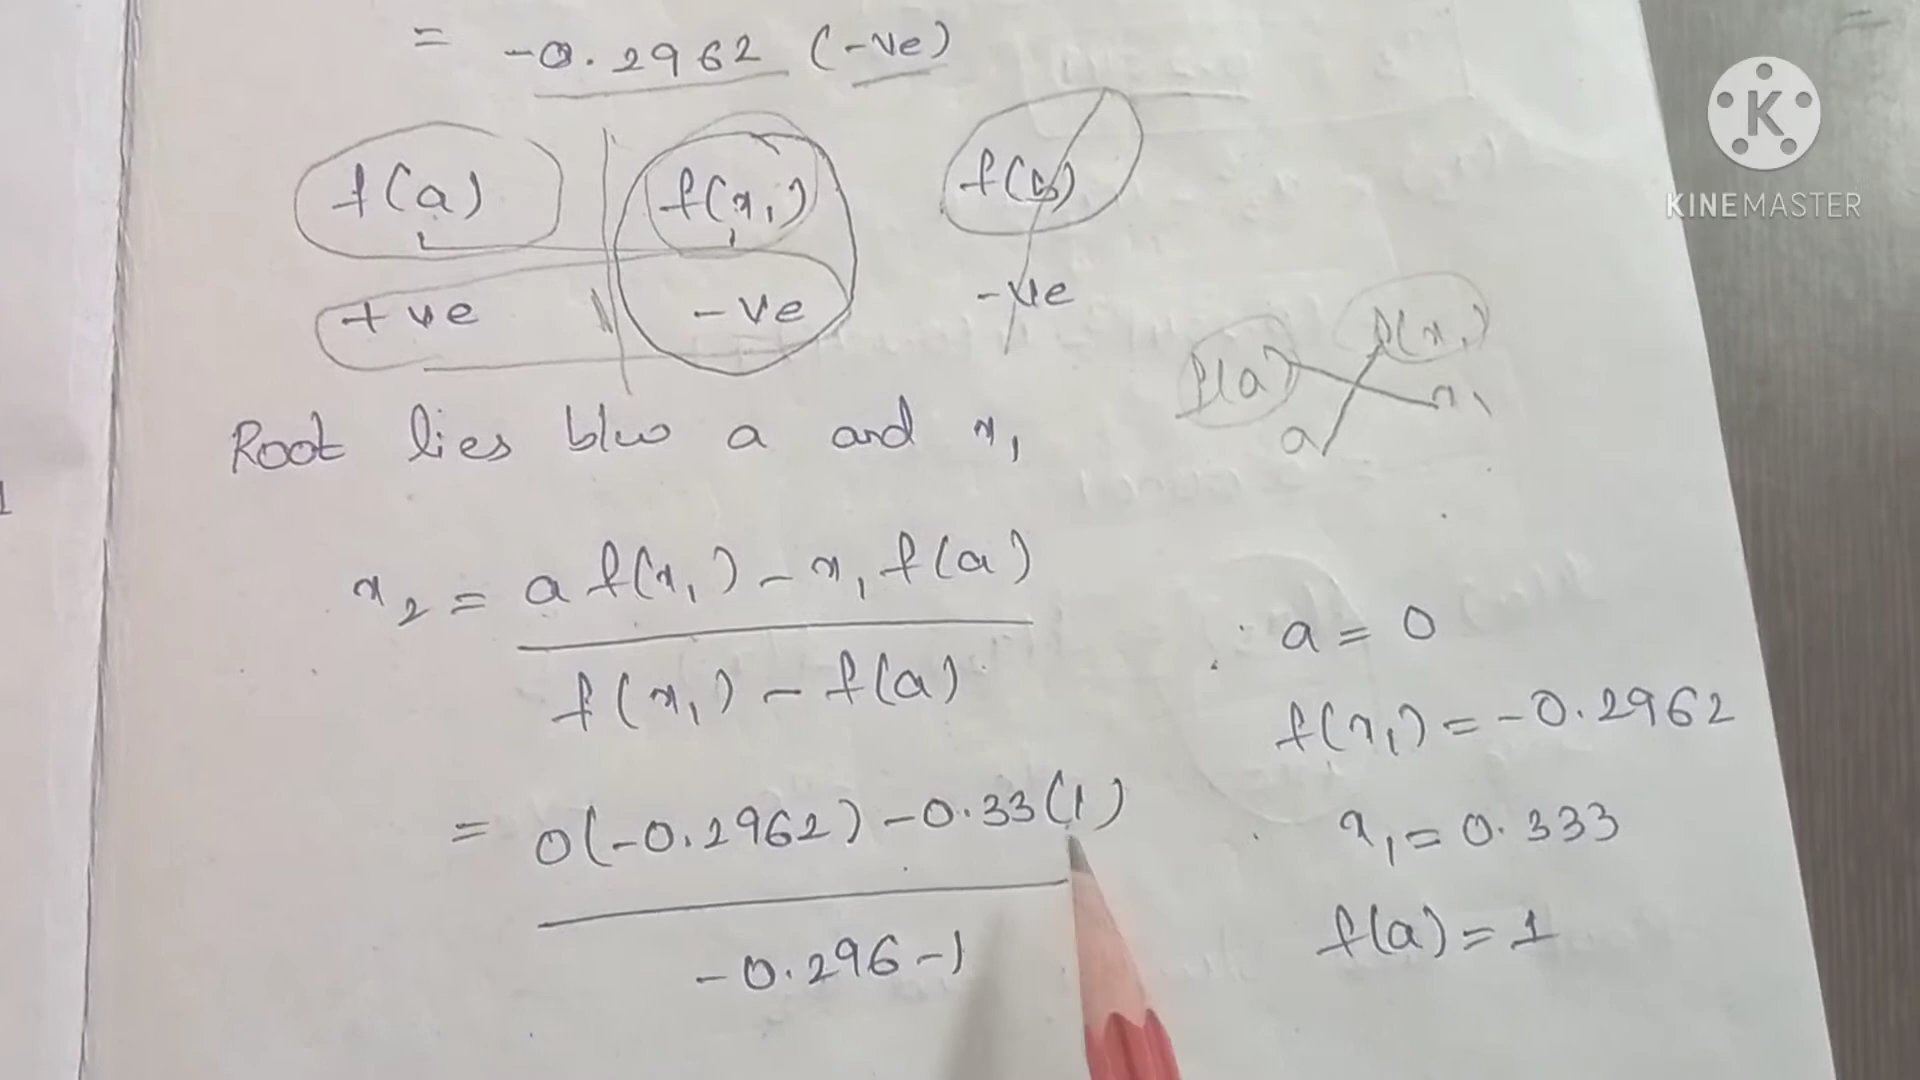 = -0.2962 (-ve)
KINEMASTER
f(a) f(x₁) f(b)
+ve -ve -ve
f(a) f(x₁)
a x₁
Root lies b/w a and x₁
x₂ = a f(x₁) - x₁ f(a)
f(x₁) - f(a)
= 0(-0.2962) - 0.33(1)
-0.296-1
a = 0
f(x₁) = -0.2962
x₁ = 0.333
f(a) = 1